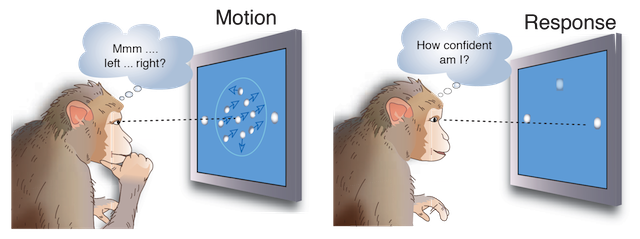 Motion
Mmm ....
left ... right?
Response
How confident
am I?